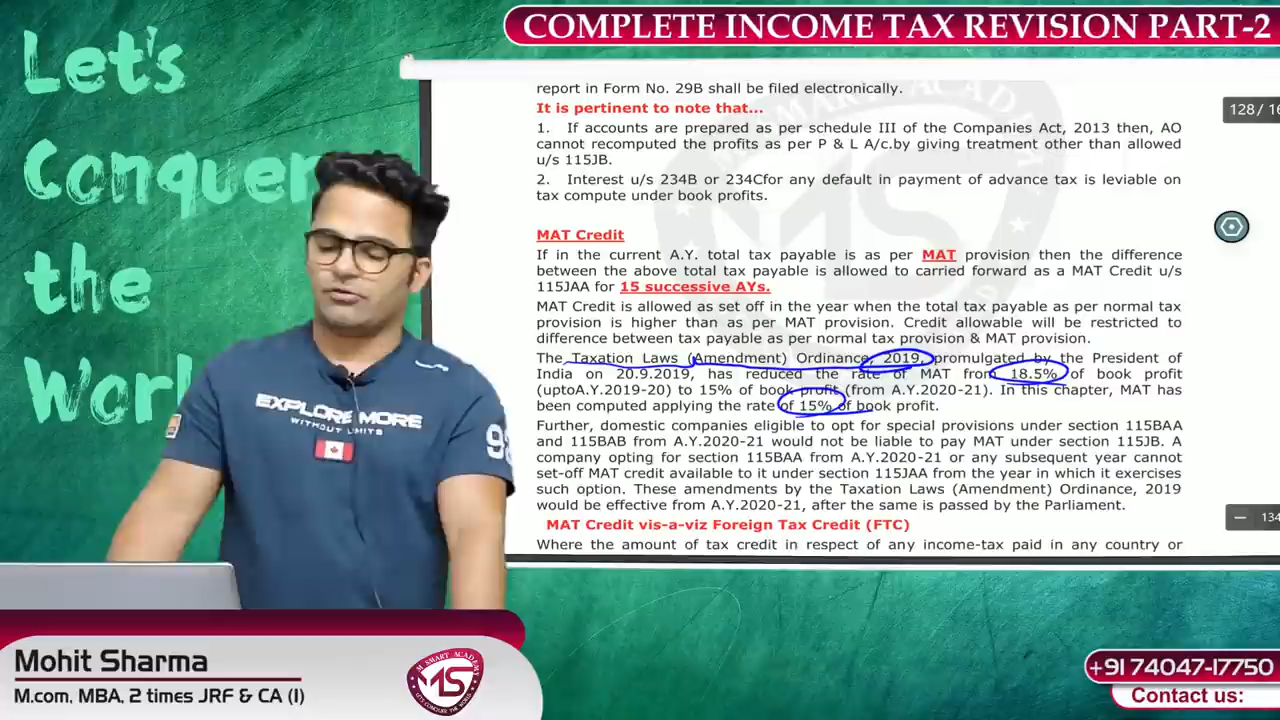 COMPLETE INCOME TAX REVISION PART-2
Let's
Conquer
the
Worl
report in Form No. 29B shall be filed electronically.
It is pertinent to note that...
1. If accounts are prepared as per schedule III of the Companies Act, 2013 then, AO
cannot recomputed the profits as per P & L A/c.by giving treatment other than allowed
u/s 115JB.
2. Interest u/s 234B or 234Cfor any default in payment of advance tax is leviable on
tax compute under book profits.
MAT Credit
If in the current A.Y. total tax payable is as per MAT provision then the difference
between the above total tax payable is allowed to carried forward as a MAT Credit u/s
115JAA for 15 successive AYs.
MAT Credit is allowed as set off in the year when the total tax payable as per normal tax
provision is higher than as per MAT provision. Credit allowable will be restricted to
difference between tax payable as per normal tax provision & MAT provision.
The Taxation Laws (Amendment) Ordinance, 2019, promulgated by the President of
India on 20.9.2019, has reduced the rate of MAT from 18.5% of book profit
(uptoA.Y.2019-20) to 15% of book profit (from A.Y.2020-21). In this chapter, MAT has
been computed applying the rate of 15% of book profit.
Further, domestic companies eligible to opt for special provisions under section 115BAA
and 115BAB from A.Y.2020-21 would not be liable to pay MAT under section 115JB. A
company opting for section 115BAA from A.Y.2020-21 or any subsequent year cannot
set-off MAT credit available to it under section 115JAA from the year in which it exercises
such option. These amendments by the Taxation Laws (Amendment) Ordinance, 2019
would be effective from A.Y.2020-21, after the same is passed by the Parliament.
MAT Credit vis-a-viz Foreign Tax Credit (FTC)
Where the amount of tax credit in respect of any income-tax paid in any country or
128/ 16
134
EXPLORE MORE
WITHOUT LIMITS
Mohit Sharma
M.com, MBA, 2 times JRF & CA (I)
M SMART ACADEMY
MS
LET'S CONQUER THE WORLD
+91 74047-17750
Contact us: